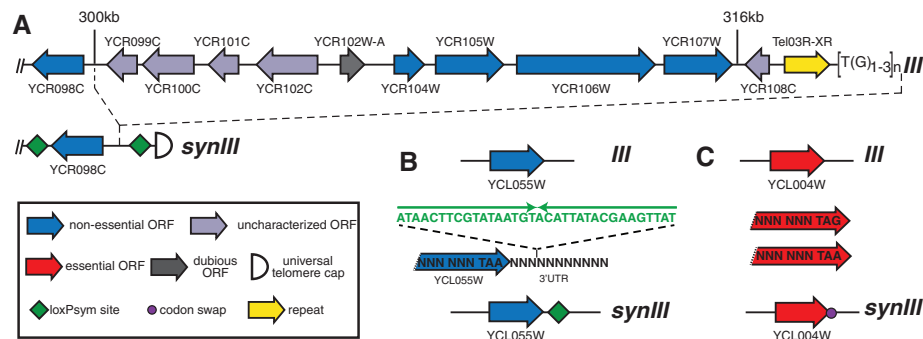 A
300kb
316kb
YCR099C
YCR101C
YCR102W-A
YCR105W
YCR107W
Tel03R-XR
[T(G)1-3]n III
//
YCR098C
YCR100C
YCR102C
YCR104W
YCR106W
YCR108C
//
YCR098C
synIII
non-essential ORF
uncharacterized ORF
essential ORF
dubious ORF
universal telomere cap
loxPsym site
codon swap
repeat
B
III
YCL055W
ATAACTTCGTATAATGTACATTATACGAAGTTAT
NNN NNN TAA NNNNNNNNNNN
YCL055W
3'UTR
synIII
YCL055W
C
III
YCL004W
NNN NNN TAG
NNN NNN TAA
synIII
YCL004W